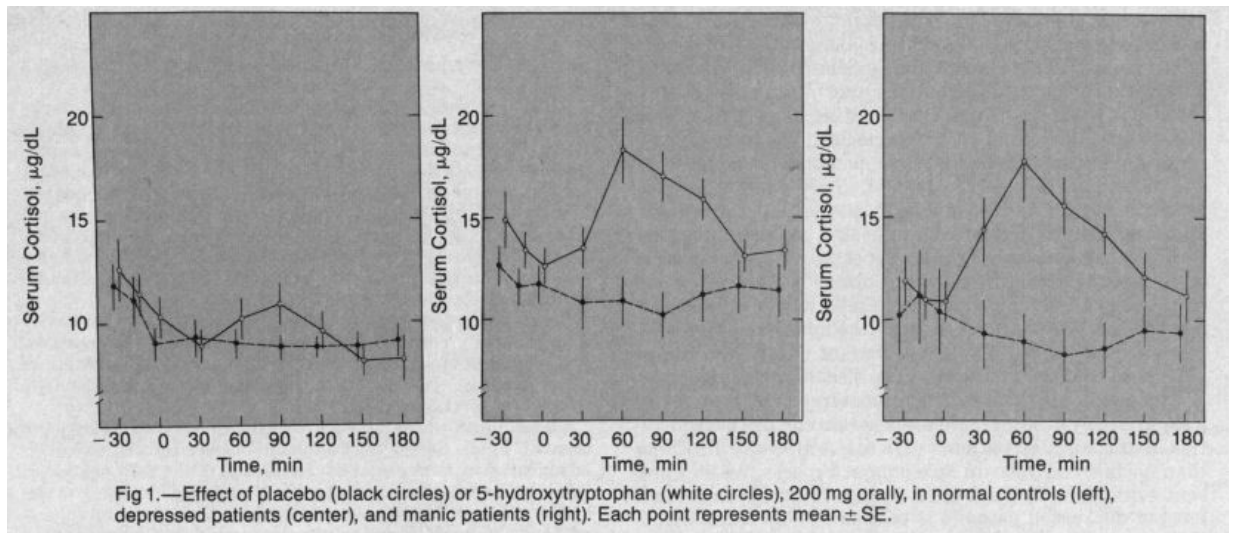 20
15
10
Serum Cortisol, µg/dL
−30 0 30 60 90 120 150 180
Time, min
20
15
10
Serum Cortisol, µg/dL
−30 0 30 60 90 120 150 180
Time, min
20
15
10
Serum Cortisol, µg/dL
−30 0 30 60 90 120 150 180
Time, min
Fig 1.—Effect of placebo (black circles) or 5-hydroxytryptophan (white circles), 200 mg orally, in normal controls (left),
depressed patients (center), and manic patients (right). Each point represents mean ± SE.